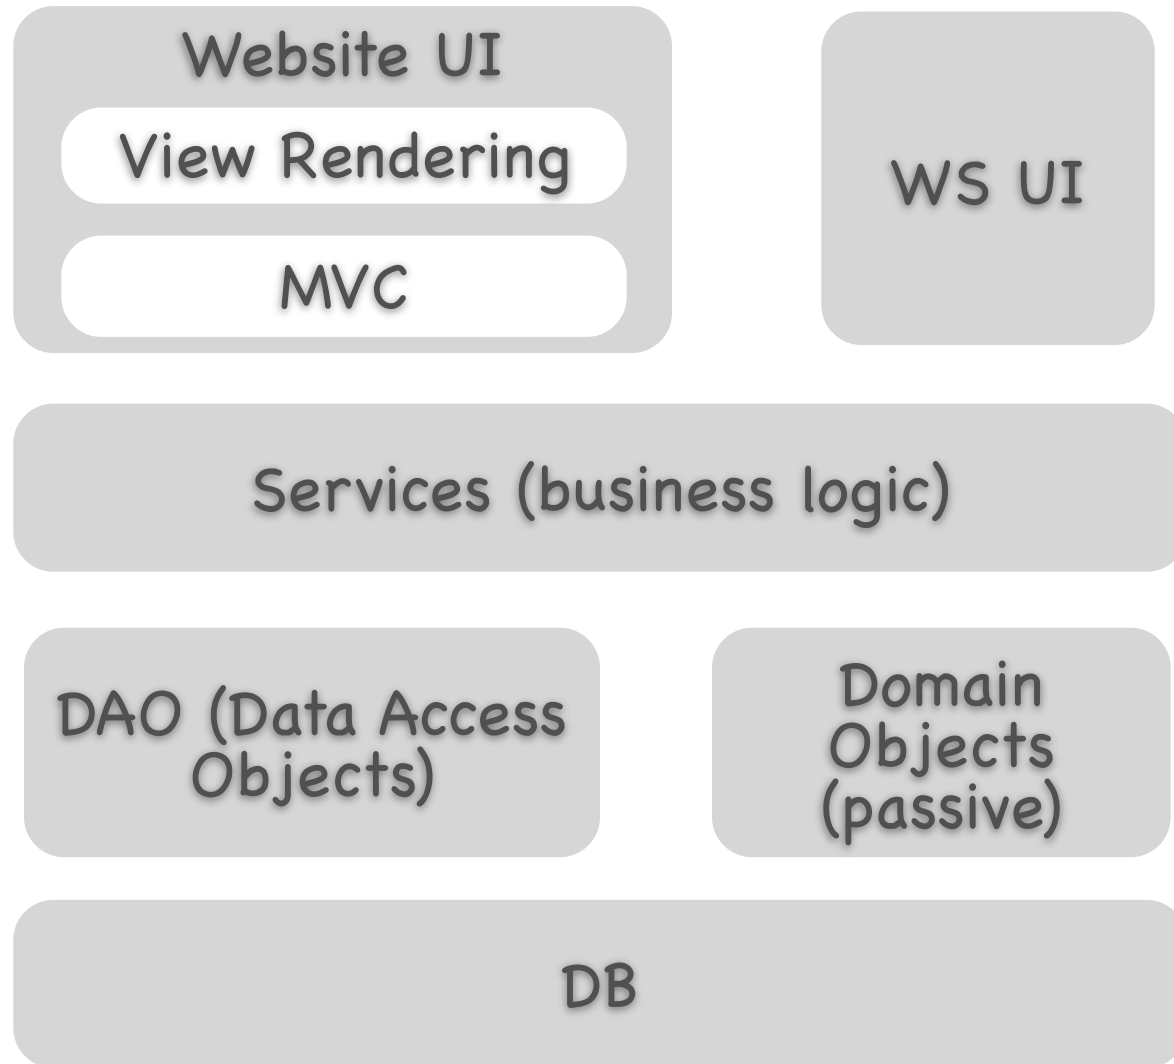 Website UI
View Rendering
MVC
WS UI
Services (business logic)
DAO (Data Access
Objects)
Domain
Objects
(passive)
DB